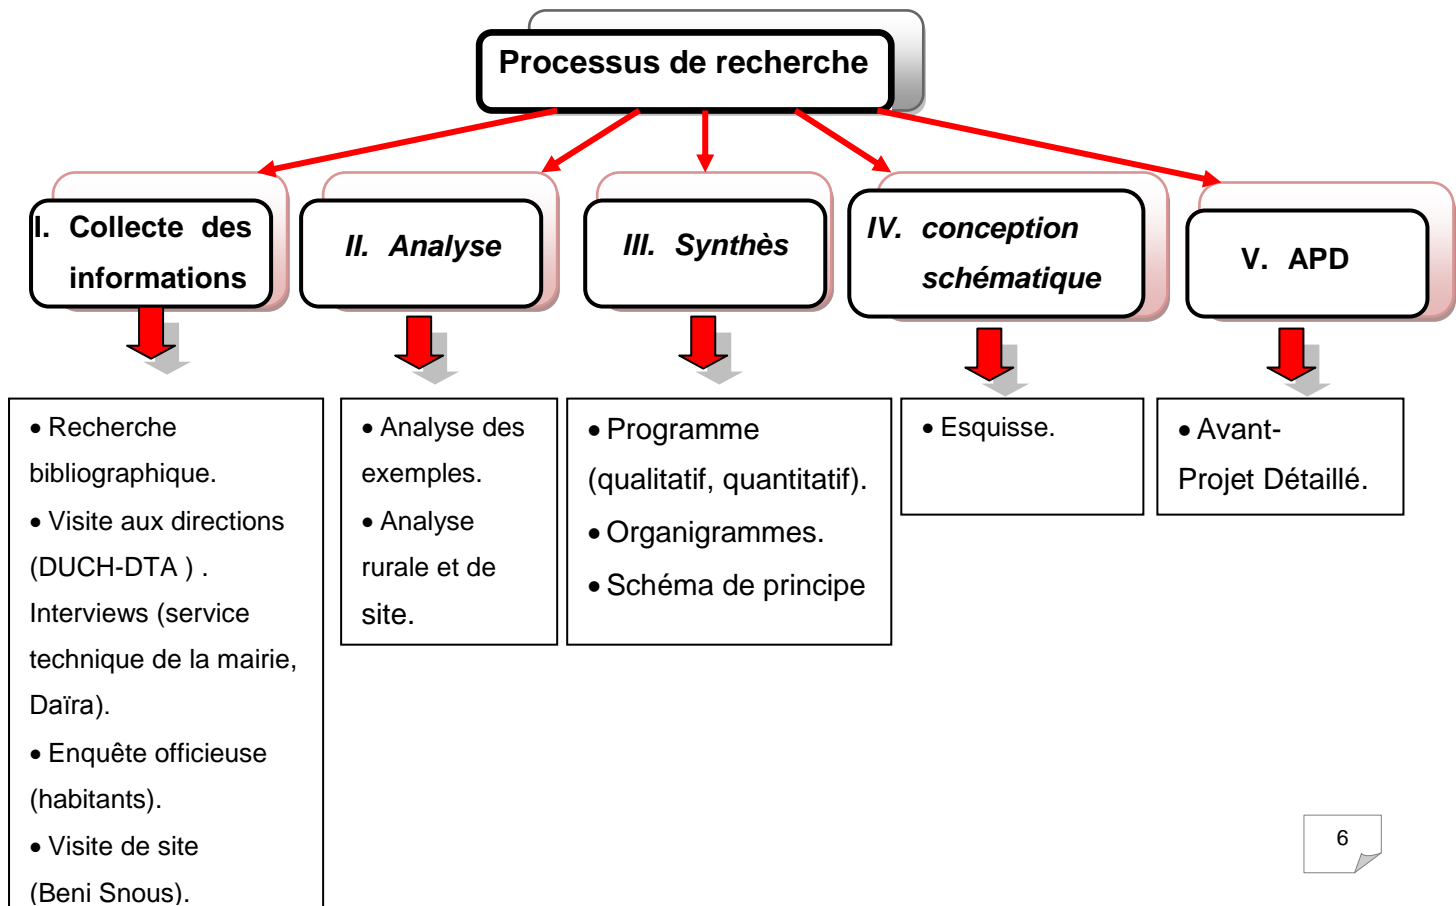 Processus de recherche
I. Collecte des
informations
II. Analyse
III. Synthès
IV. conception
schématique
V. APD
• Recherche
bibliographique.
• Visite aux directions
(DUCH-DTA ) .
Interviews (service
technique de la mairie,
Daïra).
• Enquête officieuse
(habitants).
• Visite de site
(Beni Snous).
• Analyse des
exemples.
• Analyse
rurale et de
site.
• Programme
(qualitatif, quantitatif).
• Organigrammes.
• Schéma de principe
• Esquisse.
• Avant-
Projet Détaillé.
6